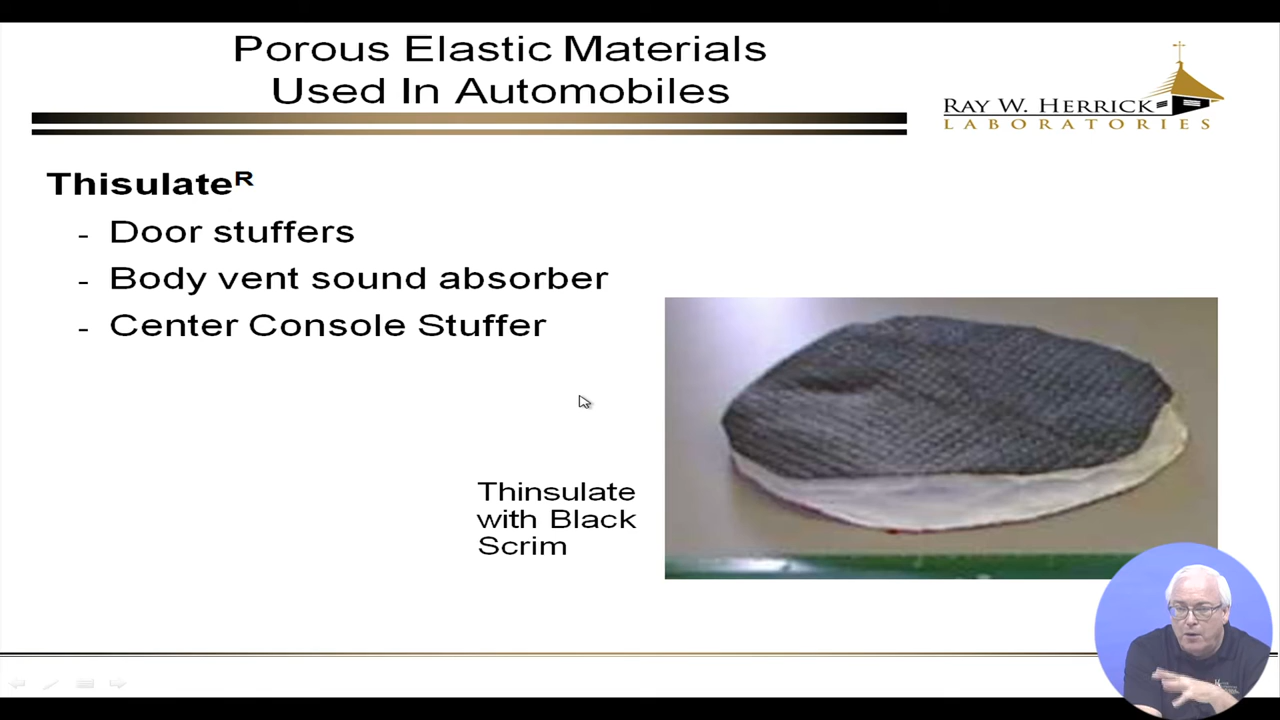 Porous Elastic Materials
Used In Automobiles
RAY W. HERRICK
LABORATORIES
Thisulateᴿ
- Door stuffers
- Body vent sound absorber
- Center Console Stuffer
Thinsulate
with Black
Scrim